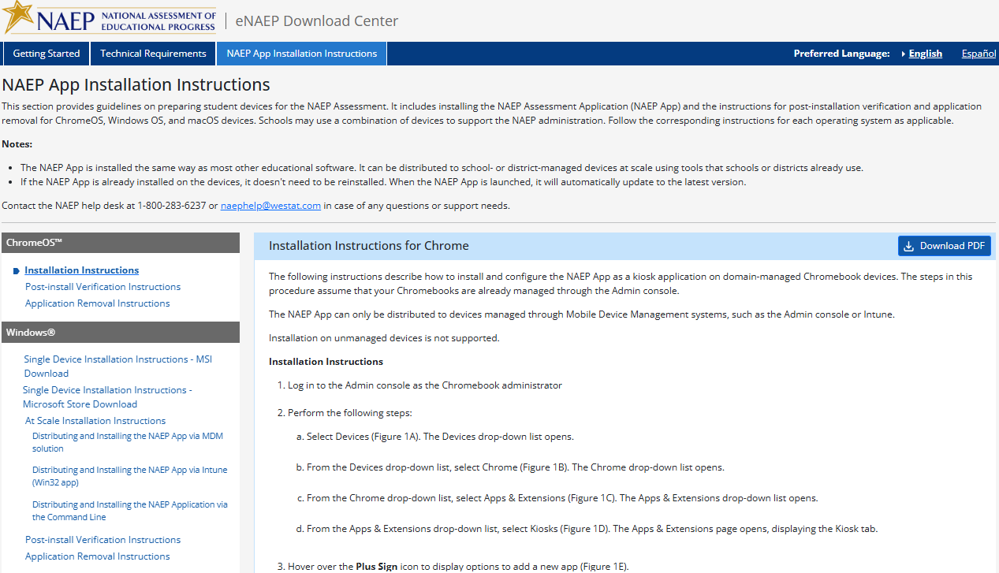 NAEP NATIONAL ASSESSMENT OF
EDUCATIONAL PROGRESS
eNAEP Download Center
Getting Started
Technical Requirements
NAEP App Installation Instructions
Preferred Language:
English
Español
NAEP App Installation Instructions
This section provides guidelines on preparing student devices for the NAEP Assessment. It includes installing the NAEP Assessment Application (NAEP App) and the instructions for post-installation verification and application
removal for ChromeOS, Windows OS, and macOS devices. Schools may use a combination of devices to support the NAEP administration. Follow the corresponding instructions for each operating system as applicable.
Notes:
• The NAEP App is installed the same way as most other educational software. It can be distributed to school- or district-managed devices at scale using tools that schools or districts already use.
• If the NAEP App is already installed on the devices, it doesn't need to be reinstalled. When the NAEP App is launched, it will automatically update to the latest version.
Contact the NAEP help desk at 1-800-283-6237 or naephelp@westat.com in case of any questions or support needs.
ChromeOS™
Installation Instructions
Post-install Verification Instructions
Application Removal Instructions
Windows®
Single Device Installation Instructions - MSI
Download
Single Device Installation Instructions -
Microsoft Store Download
At Scale Installation Instructions
Distributing and Installing the NAEP App via MDM
solution
Distributing and Installing the NAEP App via Intune
(Win32 app)
Distributing and Installing the NAEP Application via
the Command Line
Post-install Verification Instructions
Application Removal Instructions
Installation Instructions for Chrome
Download PDF
The following instructions describe how to install and configure the NAEP App as a kiosk application on domain-managed Chromebook devices. The steps in this
procedure assume that your Chromebooks are already managed through the Admin console.
The NAEP App can only be distributed to devices managed through Mobile Device Management systems, such as the Admin console or Intune.
Installation on unmanaged devices is not supported.
Installation Instructions
1. Log in to the Admin console as the Chromebook administrator
2. Perform the following steps:
a. Select Devices (Figure 1A). The Devices drop-down list opens.
b. From the Devices drop-down list, select Chrome (Figure 1B). The Chrome drop-down list opens.
c. From the Chrome drop-down list, select Apps & Extensions (Figure 1C). The Apps & Extensions drop-down list opens.
d. From the Apps & Extensions drop-down list, select Kiosks (Figure 1D). The Apps & Extensions page opens, displaying the Kiosk tab.
3. Hover over the Plus Sign icon to display options to add a new app (Figure 1E).